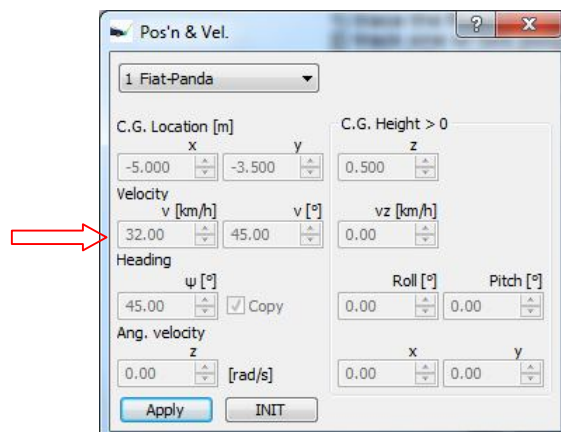 Pos'n & Vel.
?
1 Fiat-Panda
C.G. Location [m]
C.G. Height > 0
x y z
-5.000 -3.500 0.500
Velocity
v [km/h] v [°] vz [km/h]
32.00 45.00 0.00
Heading
ψ [°] Roll [°] Pitch [°]
45.00 Copy 0.00 0.00
Ang. velocity
z x y
0.00 [rad/s] 0.00 0.00
Apply INIT